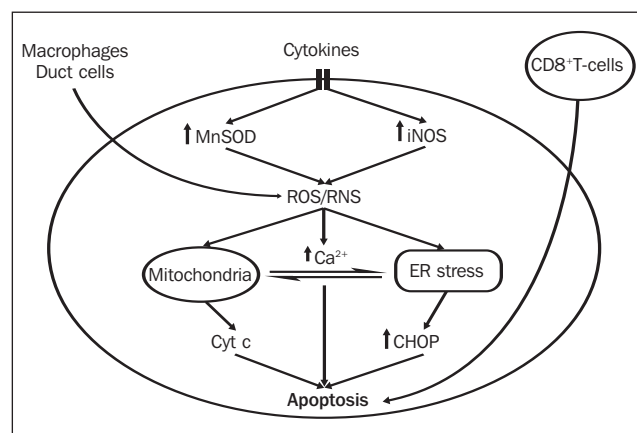 Macrophages
Duct cells
Cytokines
CD8⁺T-cells
MnSOD
iNOS
ROS/RNS
Ca²⁺
Mitochondria
ER stress
Cyt c
CHOP
Apoptosis